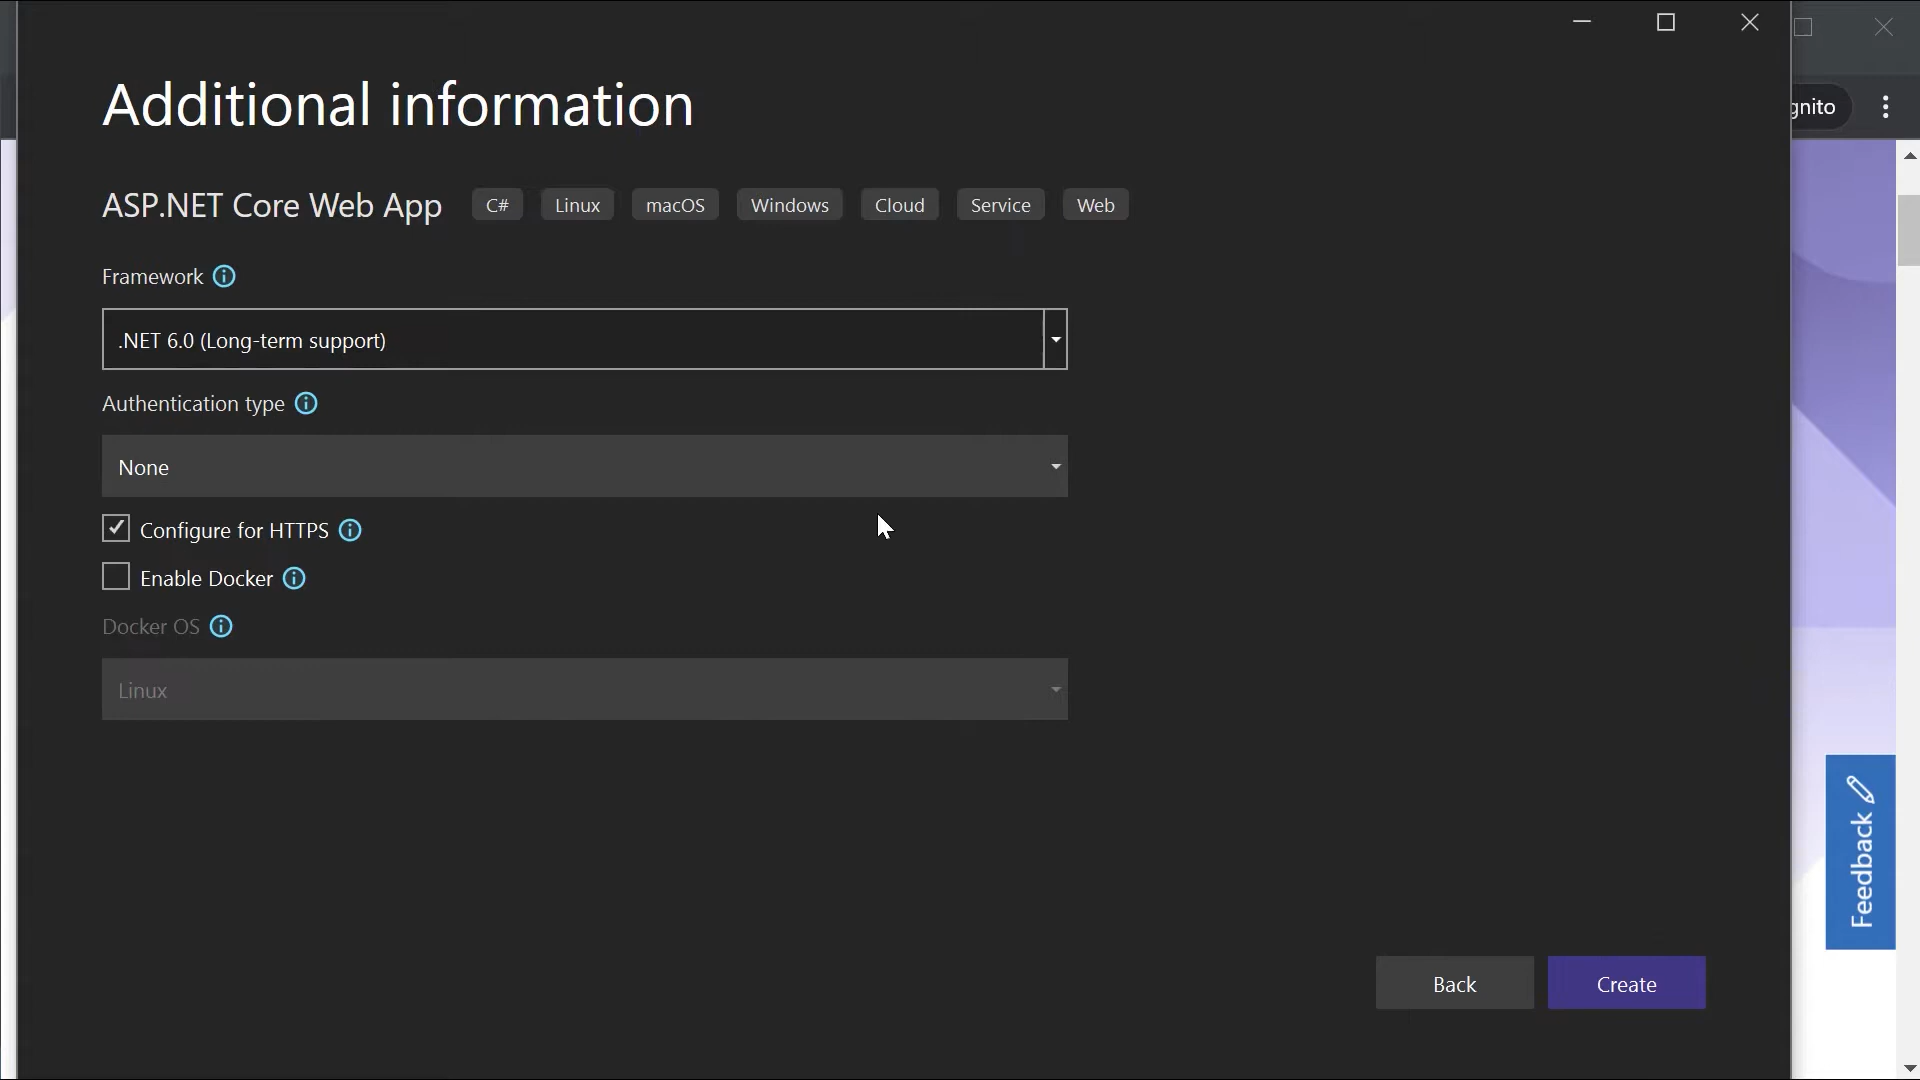 Additional information
gnito
ASP.NET Core Web App C# Linux macOS Windows Cloud Service Web
Framework
.NET 6.0 (Long-term support)
Authentication type
None
Configure for HTTPS
Enable Docker
Docker OS
Linux
Feedback
Back Create